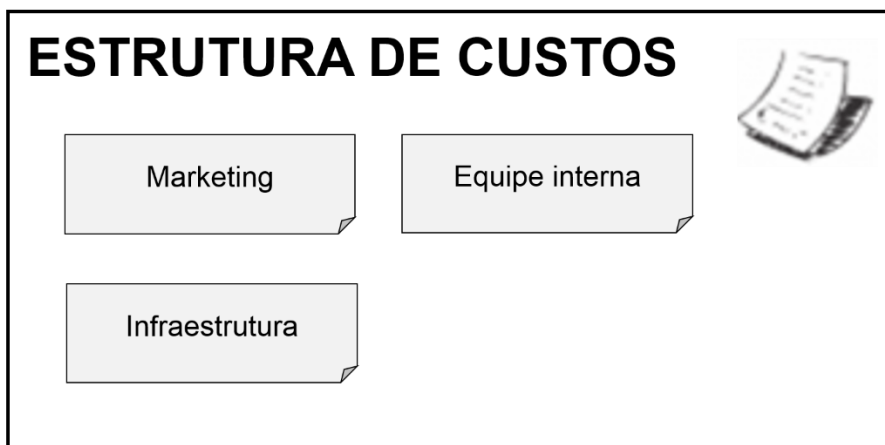 ESTRUTURA DE CUSTOS
Marketing
Equipe interna
Infraestrutura